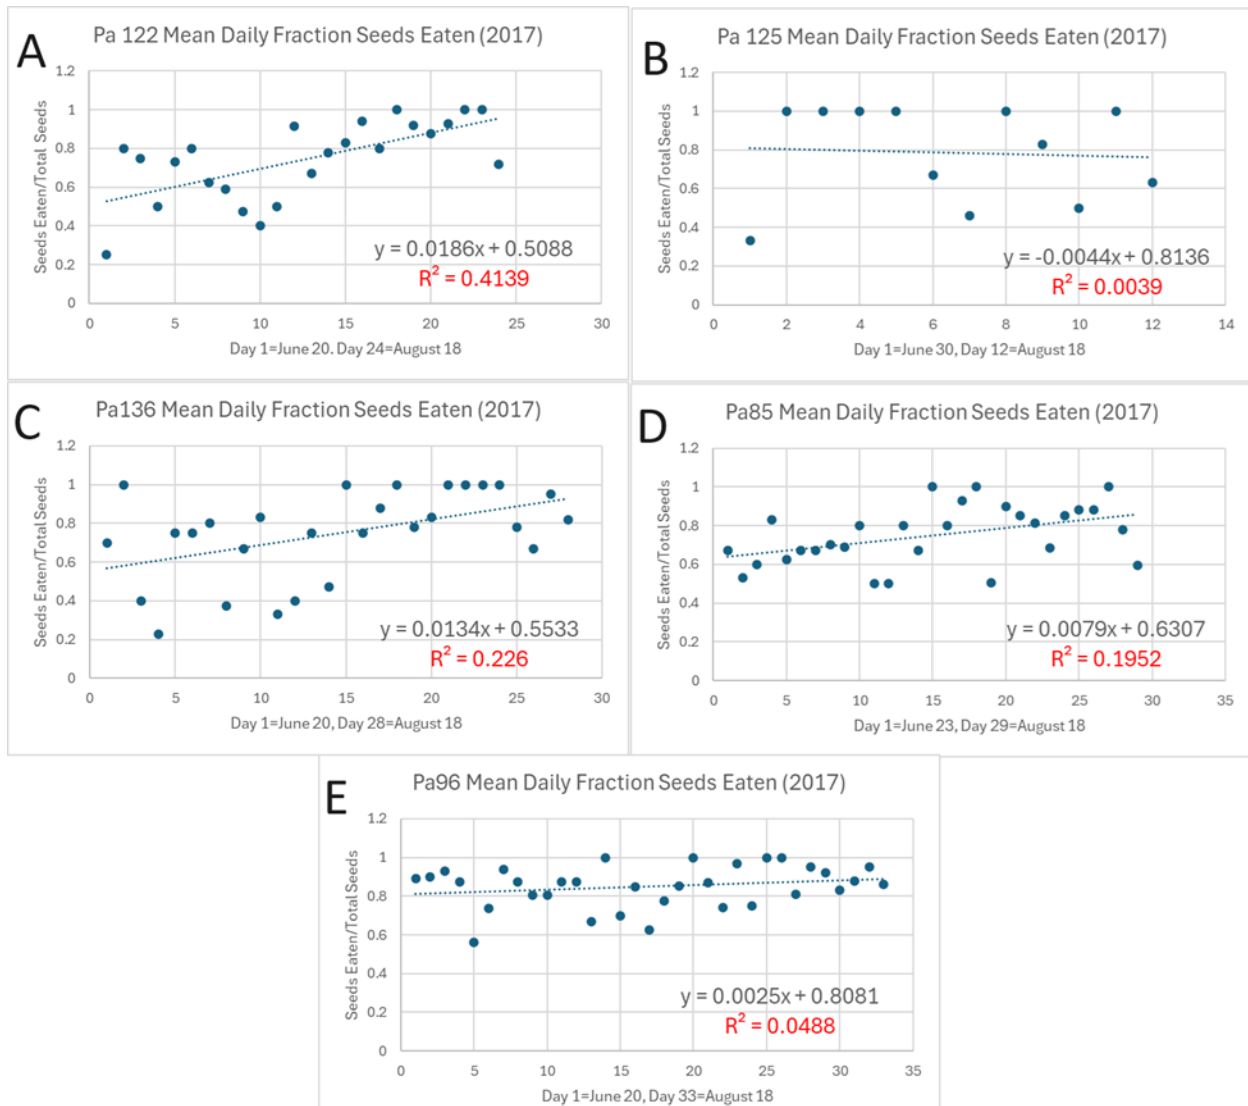 A
Pa 122 Mean Daily Fraction Seeds Eaten (2017)
Seeds Eaten/Total Seeds
1.2
1
0.8
0.6
0.4
0.2
0
y = 0.0186x + 0.5088
R² = 0.4139
0 5 10 15 20 25 30
Day 1=June 20. Day 24=August 18
B
Pa 125 Mean Daily Fraction Seeds Eaten (2017)
Seeds Eaten/Total Seeds
1.2
1
0.8
0.6
0.4
0.2
0
y = -0.0044x + 0.8136
R² = 0.0039
0 2 4 6 8 10 12 14
Day 1=June 30, Day 12=August 18
C
Pa136 Mean Daily Fraction Seeds Eaten (2017)
Seeds Eaten/Total Seeds
1.2
1
0.8
0.6
0.4
0.2
0
y = 0.0134x + 0.5533
R² = 0.226
0 5 10 15 20 25 30
Day 1=June 20, Day 28=August 18
D
Pa85 Mean Daily Fraction Seeds Eaten (2017)
Seeds Eaten/Total Seeds
1.2
1
0.8
0.6
0.4
0.2
0
y = 0.0079x + 0.6307
R² = 0.1952
0 5 10 15 20 25 30 35
Day 1=June 23, Day 29=August 18
E
Pa96 Mean Daily Fraction Seeds Eaten (2017)
Seeds Eaten/Total Seeds
1.2
1
0.8
0.6
0.4
0.2
0
y = 0.0025x + 0.8081
R² = 0.0488
0 5 10 15 20 25 30 35
Day 1=June 20, Day 33=August 18